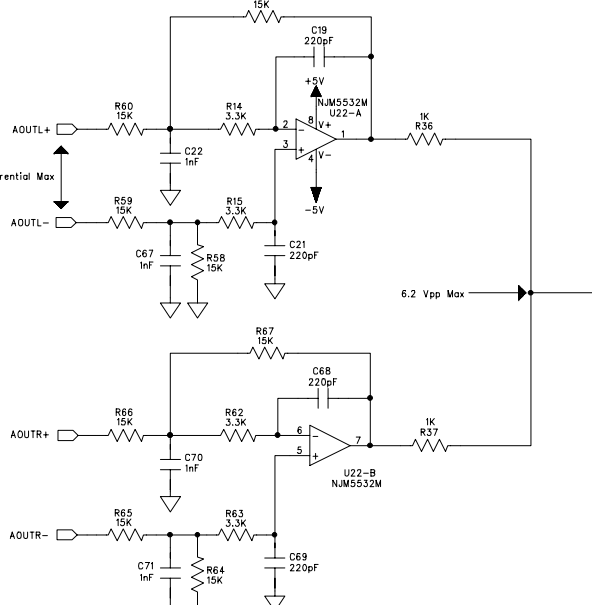 15K
C19
220pF
+5V
NJM5532M
U22-A
R60
15K
R14
3.3K
AOUTL+
2
8
V+
1
1K
R36
3
4
V-
C22
1nF
-5V
rential Max
R59
15K
R15
3.3K
AOUTL-
C67
1nF
R58
15K
C21
220pF
6.2 Vpp Max
R67
15K
C68
220pF
R66
15K
R62
3.3K
AOUTR+
6
7
1K
R37
5
C70
1nF
U22-B
NJM5532M
R65
15K
R63
3.3K
AOUTR-
C71
1nF
R64
15K
C69
220pF